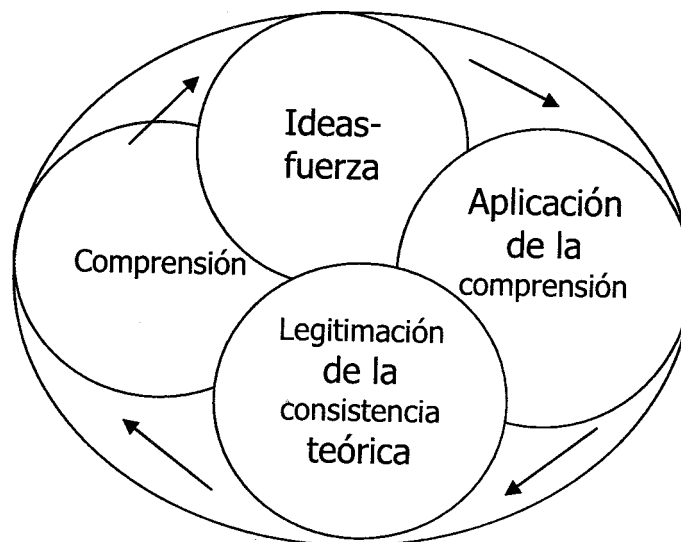 Ideas-
fuerza
Aplicación
de la
comprensión
Comprensión
Legitimación
de la
consistencia
teórica